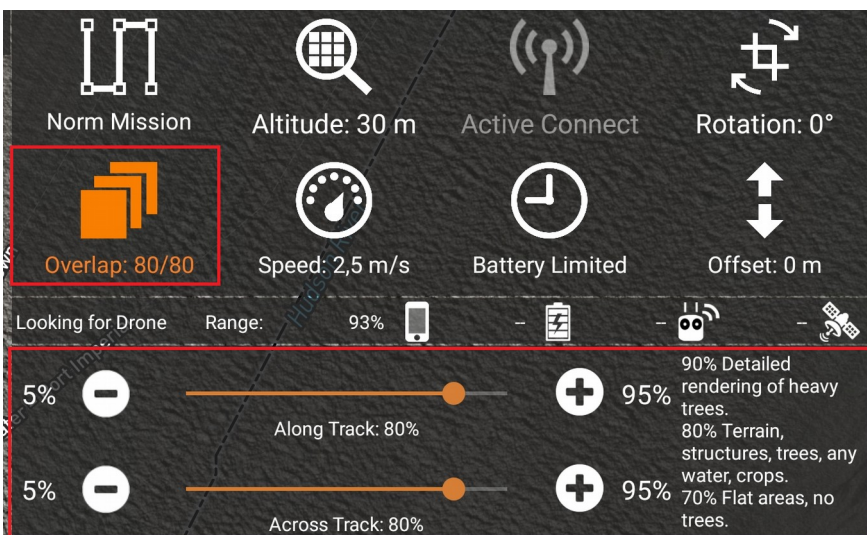 Norm Mission
Altitude: 30 m
Active Connect
Rotation: 0°
Overlap: 80/80
Speed: 2,5 m/s
Battery Limited
Offset: 0 m
Looking for Drone
Range:
93%
--
--
--
5%
95%
Along Track: 80%
5%
95%
Across Track: 80%
90% Detailed
rendering of heavy
trees.
80% Terrain,
structures, trees, any
water, crops.
70% Flat areas, no
trees.